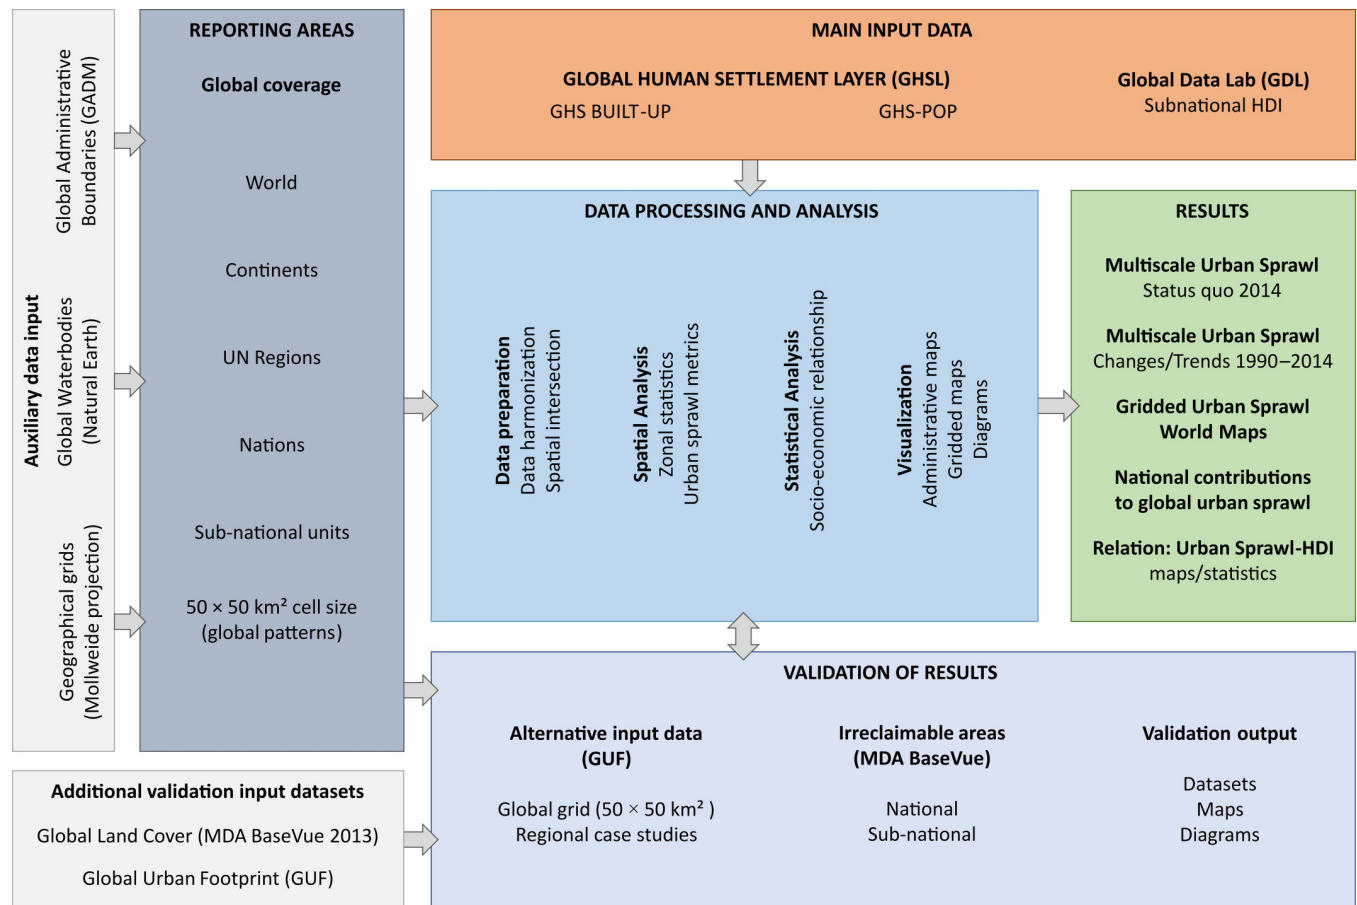 Auxiliary data input
Global Administrative
Boundaries (GADM)
Global Waterbodies
(Natural Earth)
Geographical grids
(Mollweide projection)
REPORTING AREAS
Global coverage
World
Continents
UN Regions
Nations
Sub-national units
50 × 50 km² cell size
(global patterns)
MAIN INPUT DATA
GLOBAL HUMAN SETTLEMENT LAYER (GHSL)
GHS BUILT-UP
GHS-POP
Global Data Lab (GDL)
Subnational HDI
DATA PROCESSING AND ANALYSIS
Data preparation
Data harmonization
Spatial intersection
Spatial Analysis
Zonal statistics
Urban sprawl metrics
Statistical Analysis
Socio-economic relationship
Visualization
Administrative maps
Gridded maps
Diagrams
RESULTS
Multiscale Urban Sprawl
Status quo 2014
Multiscale Urban Sprawl
Changes/Trends 1990–2014
Gridded Urban Sprawl
World Maps
National contributions
to global urban sprawl
Relation: Urban Sprawl-HDI
maps/statistics
Additional validation input datasets
Global Land Cover (MDA BaseVue 2013)
Global Urban Footprint (GUF)
VALIDATION OF RESULTS
Alternative input data
(GUF)
Global grid (50 × 50 km² )
Regional case studies
Irreclaimable areas
(MDA BaseVue)
National
Sub-national
Validation output
Datasets
Maps
Diagrams